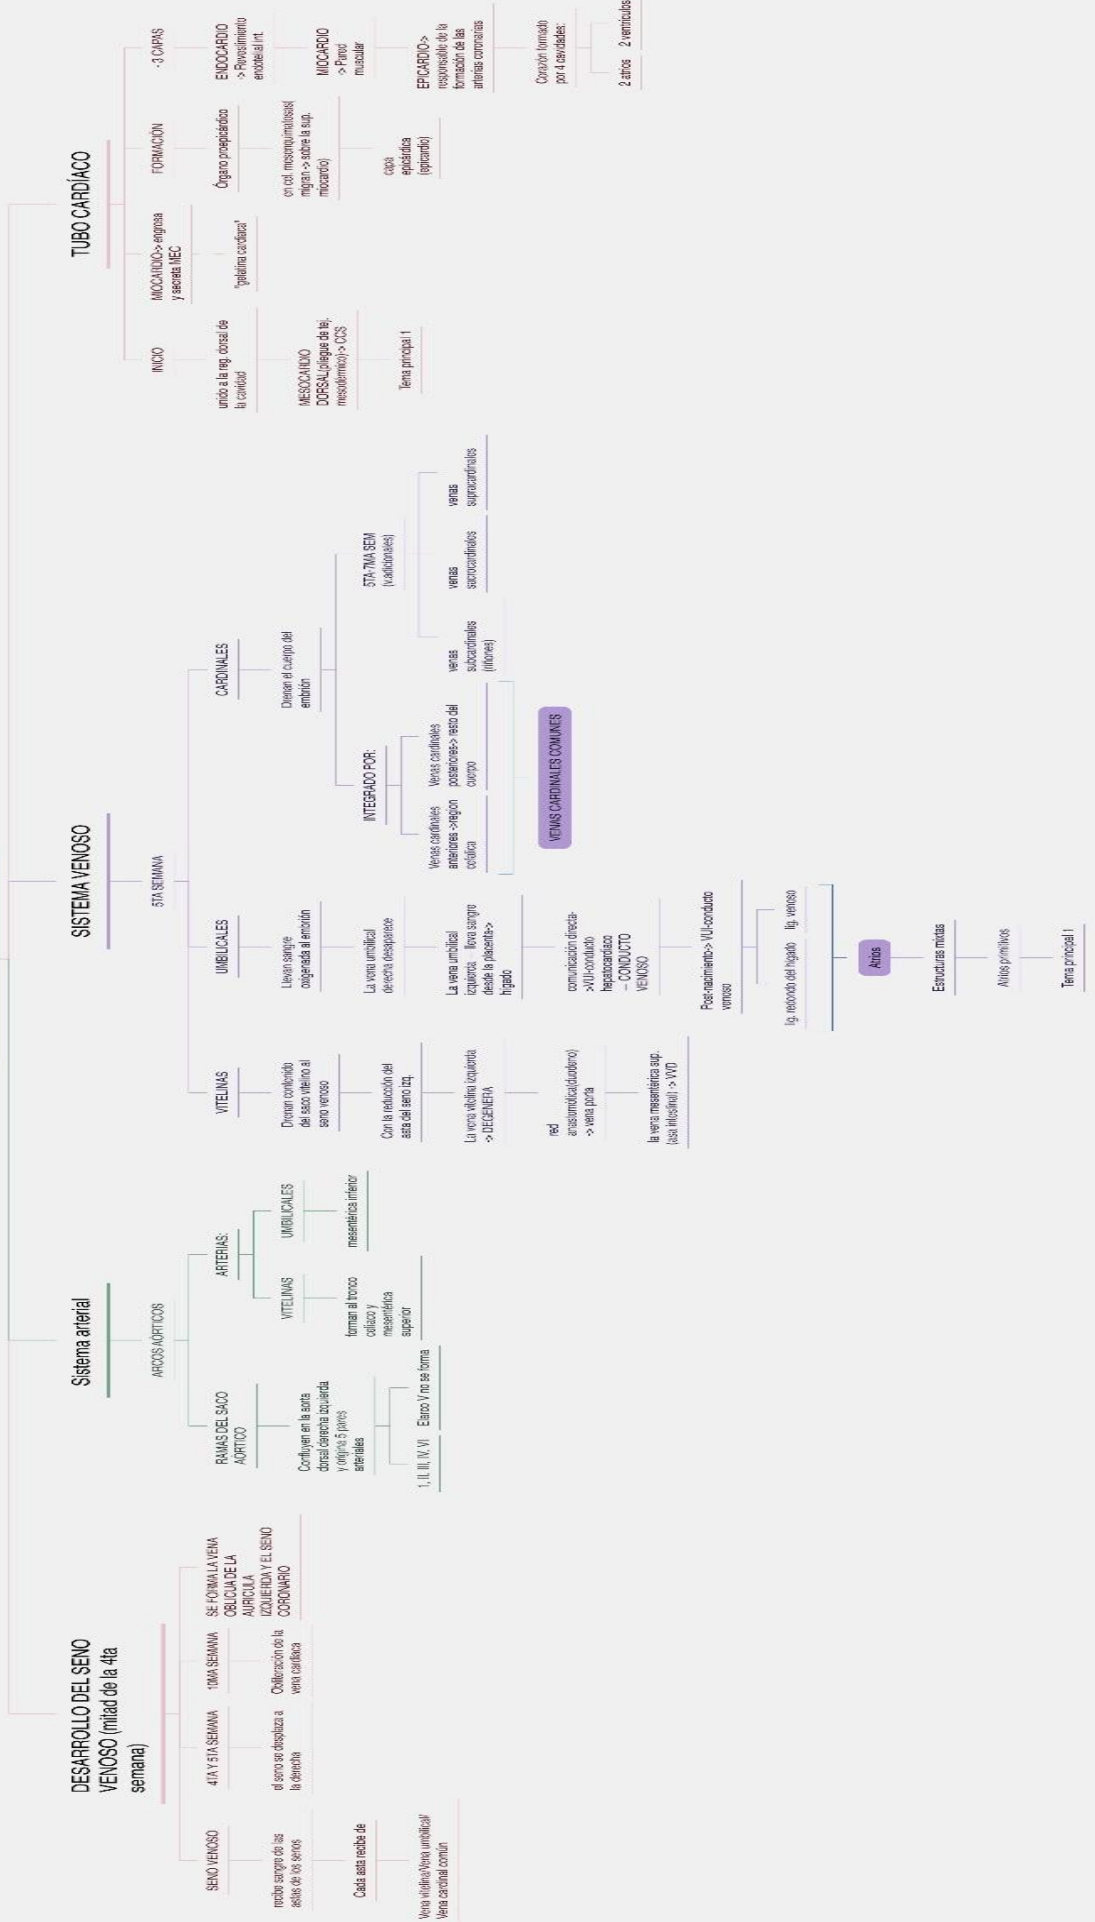 DESARROLLO DEL SENO
VENOSO (mitad de la 4ta
semana)
SENO VENOSO
recibe sangre de las
astas de los senos
Cada asta recibe de
Vena vitelina/Vena umbilical/
Vena cardinal común
4TA Y 5TA SEMANA
el seno se desplaza a
la derecha
10MA SEMANA
Obliteración de la
vena cardíaca
SE FORMA LA VENA
OBLICUA DE LA
AURICULA
IZQUIERDA Y EL SENO
CORONARIO
Sistema arterial
ARCOS AÓRTICOS
RAMAS DEL SACO
AÓRTICO
Confluyen en la aorta
dorsal derecha izquierda
y origina 5 pares
arteriales
1, II, III, IV, VI
Elarco V no se forma
ARTERIAS:
VITELINAS
forman al tronco
celiaco y
mesentérica
superior
UMBILICALES
mesentérica inferior
SISTEMA VENOSO
5TA SEMANA
VITELINAS
Drenan contenido
del saco vitelino al
seno venoso
Con la reducción del
asta del seno izq.
La vena vitelina izquierda
-> DEGENERA
red
anastomótica(duodeno)
-> vena porta
la vena mesentérica sup.
(asa intestinal) -> VVD
UMBILICALES
Llevan sangre
oxigenada al embrión
La vena umbilical
derecha desaparece
La vena umbilical
izquierda lleva sangre
desde la placenta->
hígado
comunicación directa-
>VUI-conducto
hepatocardiaco
– CONDUCTO
VENOSO
Post-nacimiento-> VUI-conducto
venoso
lig. redondo del hígado
lig. venoso
Atrios
Estructuras mixtas
Atrios primitivos
Tema principal 1
CARDINALES
Drenan el cuerpo del
embrión
INTEGRADO POR:
Venas cardinales
anteriores ->region
cefalica
Venas cardinales
posteriores-> resto del
cuerpo
VENAS CARDINALES COMUNES
5TA-7MA SEM
(v.adicionales)
venas
subcardinales
(riñones)
venas
sacrocardinales
venas
supracardinales
TUBO CARDÍACO
INICIO
unido a la reg. dorsal de
la cavidad
MESOCARDIO
DORSAL(pliegue de tej.
mesodérmico)-> CCS
Tema principal 1
MIOCARDIO-> engrosa
y secreta MEC
"gelatina cardiaca"
FORMACIÓN
Órgano proepicárdico
en cel. mesenquimatosas(
migran -> sobre la sup.
miocardio)
capa
epicárdica
(epicardio)
- 3 CAPAS
ENDOCARDIO
-> Revestimiento
endotelial int.
MIOCARDIO
-> Pared
muscular
EPICARDIO->
responsable de la
formación de las
arterias coronarias
Corazón formado
por 4 cavidades:
2 atrios
2 ventrículos